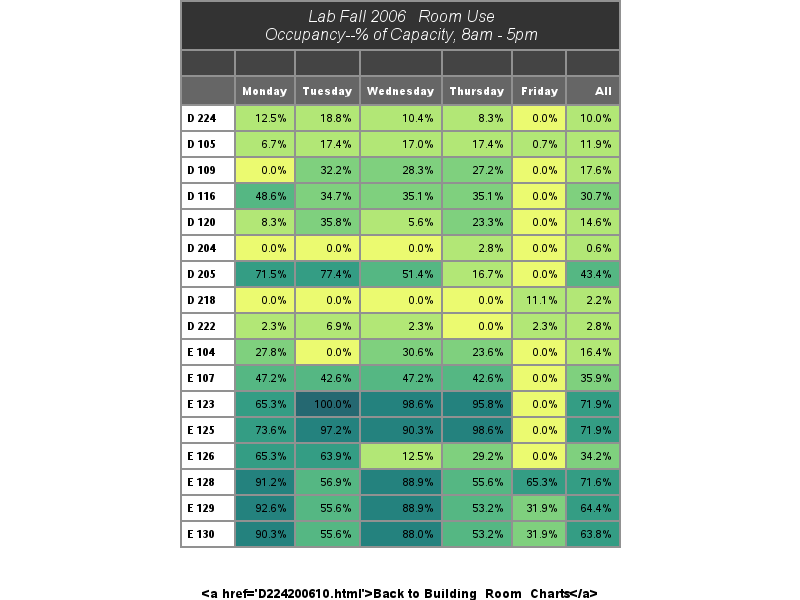 Lab Fall 2006 Room Use
Occupancy--% of Capacity, 8am - 5pm
Monday Tuesday Wednesday Thursday Friday All
D 224 12.5% 18.8% 10.4% 8.3% 0.0% 10.0%
D 105 6.7% 17.4% 17.0% 17.4% 0.7% 11.9%
D 109 0.0% 32.2% 28.3% 27.2% 0.0% 17.6%
D 116 48.6% 34.7% 35.1% 35.1% 0.0% 30.7%
D 120 8.3% 35.8% 5.6% 23.3% 0.0% 14.6%
D 204 0.0% 0.0% 0.0% 2.8% 0.0% 0.6%
D 205 71.5% 77.4% 51.4% 16.7% 0.0% 43.4%
D 218 0.0% 0.0% 0.0% 0.0% 11.1% 2.2%
D 222 2.3% 6.9% 2.3% 0.0% 2.3% 2.8%
E 104 27.8% 0.0% 30.6% 23.6% 0.0% 16.4%
E 107 47.2% 42.6% 47.2% 42.6% 0.0% 35.9%
E 123 65.3% 100.0% 98.6% 95.8% 0.0% 71.9%
E 125 73.6% 97.2% 90.3% 98.6% 0.0% 71.9%
E 126 65.3% 63.9% 12.5% 29.2% 0.0% 34.2%
E 128 91.2% 56.9% 88.9% 55.6% 65.3% 71.6%
E 129 92.6% 55.6% 88.9% 53.2% 31.9% 64.4%
E 130 90.3% 55.6% 88.0% 53.2% 31.9% 63.8%
<a href='D224200610.html'>Back to Building_Room_Charts</a>